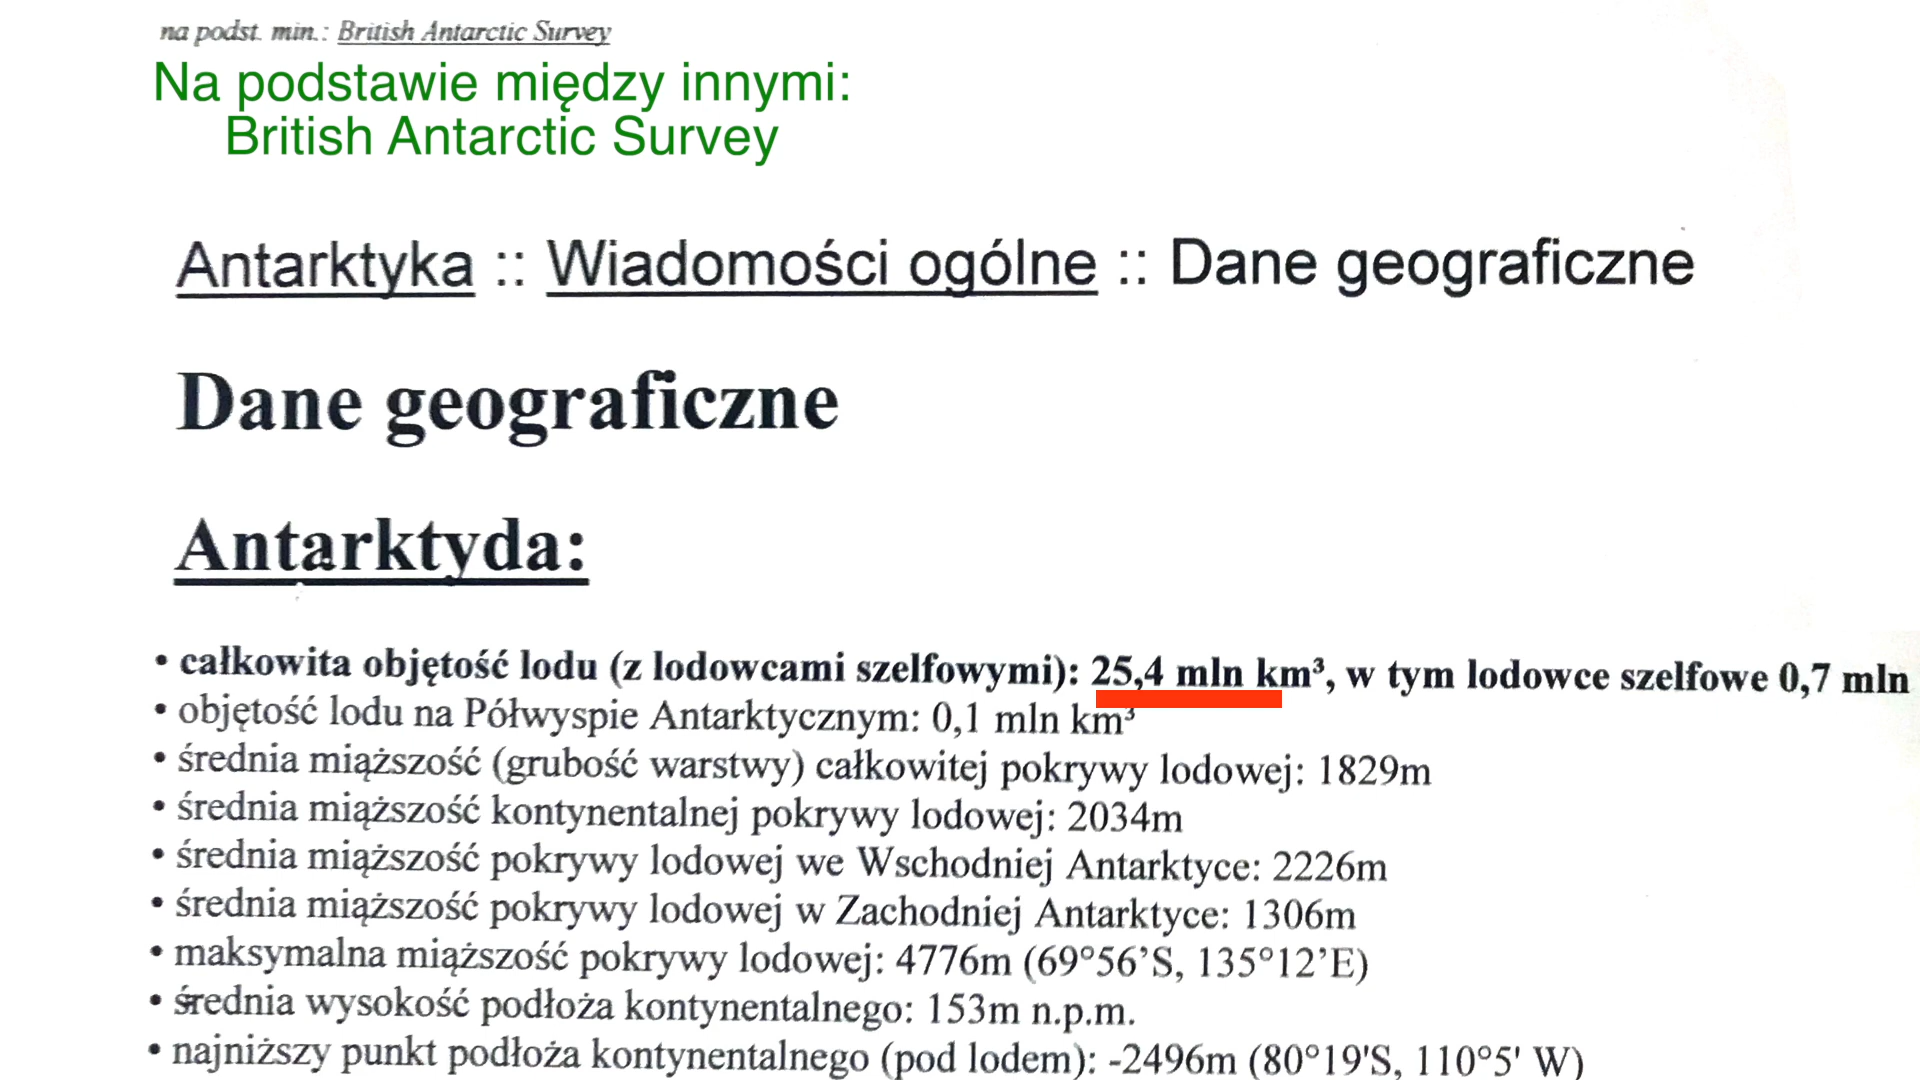 na podst. min.: British Antarctic Survey
Na podstawie między innymi:
British Antarctic Survey
Antarktyka :: Wiadomości ogólne :: Dane geograficzne
Dane geograficzne
Antarktyda:
• całkowita objętość lodu (z lodowcami szelfowymi): 25,4 mln km³, w tym lodowce szelfowe 0,7 mln
• objętość lodu na Półwyspie Antarktycznym: 0,1 mln km³
• średnia miąższość (grubość warstwy) całkowitej pokrywy lodowej: 1829m
• średnia miąższość kontynentalnej pokrywy lodowej: 2034m
• średnia miąższość pokrywy lodowej we Wschodniej Antarktyce: 2226m
• średnia miąższość pokrywy lodowej w Zachodniej Antarktyce: 1306m
• maksymalna miąższość pokrywy lodowej: 4776m (69°56’S, 135°12’E)
• średnia wysokość podłoża kontynentalnego: 153m n.p.m.
• najniższy punkt podłoża kontynentalnego (pod lodem): -2496m (80°19'S, 110°5' W)